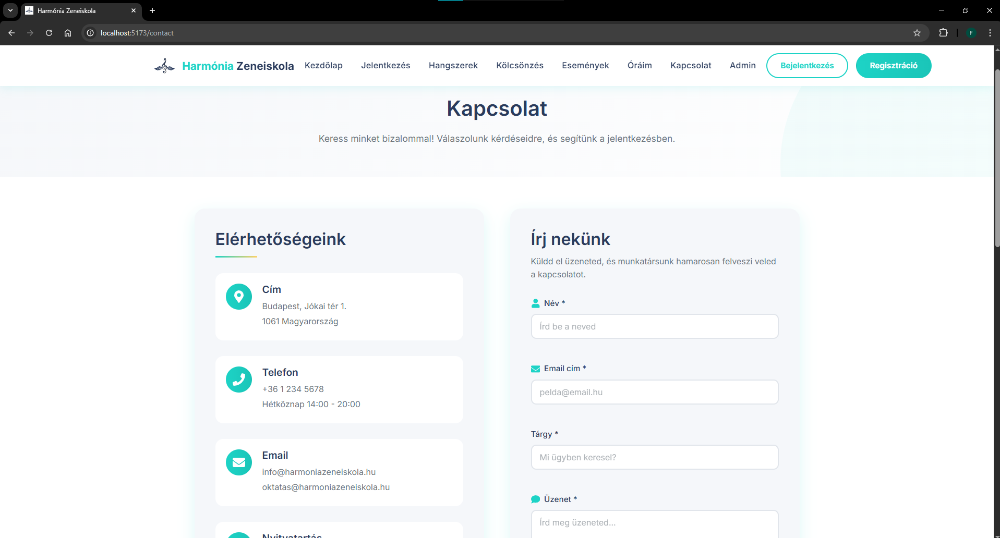 Harmónia Zeneiskola
localhost:5173/contact
F
Harmónia Zeneiskola
Kezdőlap
Jelentkezés
Hangszerek
Kölcsönzés
Események
Óráim
Kapcsolat
Admin
Bejelentkezés
Regisztráció
Kapcsolat
Keress minket bizalommal! Válaszolunk kérdéseidre, és segítünk a jelentkezésben.
Elérhetőségeink
Cím
Budapest, Jókai tér 1.
1061 Magyarország
Telefon
+36 1 234 5678
Hétköznap 14:00 - 20:00
Email
info@harmoniazeneiskola.hu
oktatas@harmoniazeneiskola.hu
Nyitvatartás
Írj nekünk
Küldd el üzeneted, és munkatársunk hamarosan felveszi veled
a kapcsolatot.
Név *
Írd be a neved
Email cím *
pelda@email.hu
Tárgy *
Mi ügyben keresel?
Üzenet *
Írd meg üzeneted...